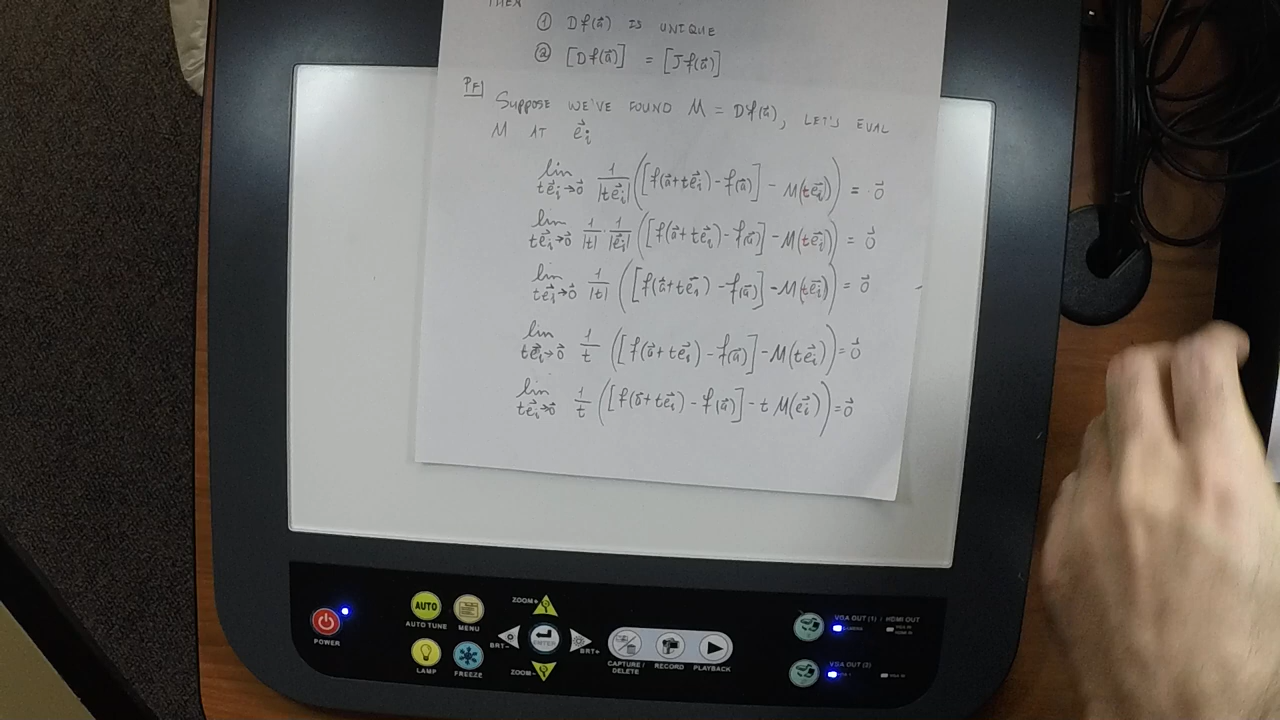 THEN
① Df(a⃗) IS UNIQUE
② [Df(a⃗)] = [Jf(a⃗)]
PF
SUPPOSE WE'VE FOUND M = Df(a⃗), LET'S EVAL
M AT e⃗ᵢ
lim te⃗ᵢ→0⃗ 1/|te⃗ᵢ| ([f(a⃗+te⃗ᵢ)-f(a⃗)] - M(te⃗ᵢ)) = 0⃗
lim te⃗ᵢ→0⃗ 1/|t| · 1/|e⃗ᵢ| ([f(a⃗+te⃗ᵢ)-f(a⃗)] - M(te⃗ᵢ)) = 0⃗
lim te⃗ᵢ→0⃗ 1/|t| ([f(a⃗+te⃗ᵢ)-f(a⃗)] - M(te⃗ᵢ)) = 0⃗
lim te⃗ᵢ→0⃗ 1/t ([f(a⃗+te⃗ᵢ)-f(a⃗)] - M(te⃗ᵢ)) = 0⃗
lim te⃗ᵢ→0⃗ 1/t ([f(a⃗+te⃗ᵢ)-f(a⃗)] - t M(e⃗ᵢ)) = 0⃗
POWER
AUTO
AUTO TUNE
MENU
LAMP
FREEZE
ZOOM+
BRT-
ENTER
BRT+
ZOOM-
CAPTURE / DELETE
RECORD
PLAYBACK
VGA OUT (1) / HDMI OUT
VGA OUT (2)